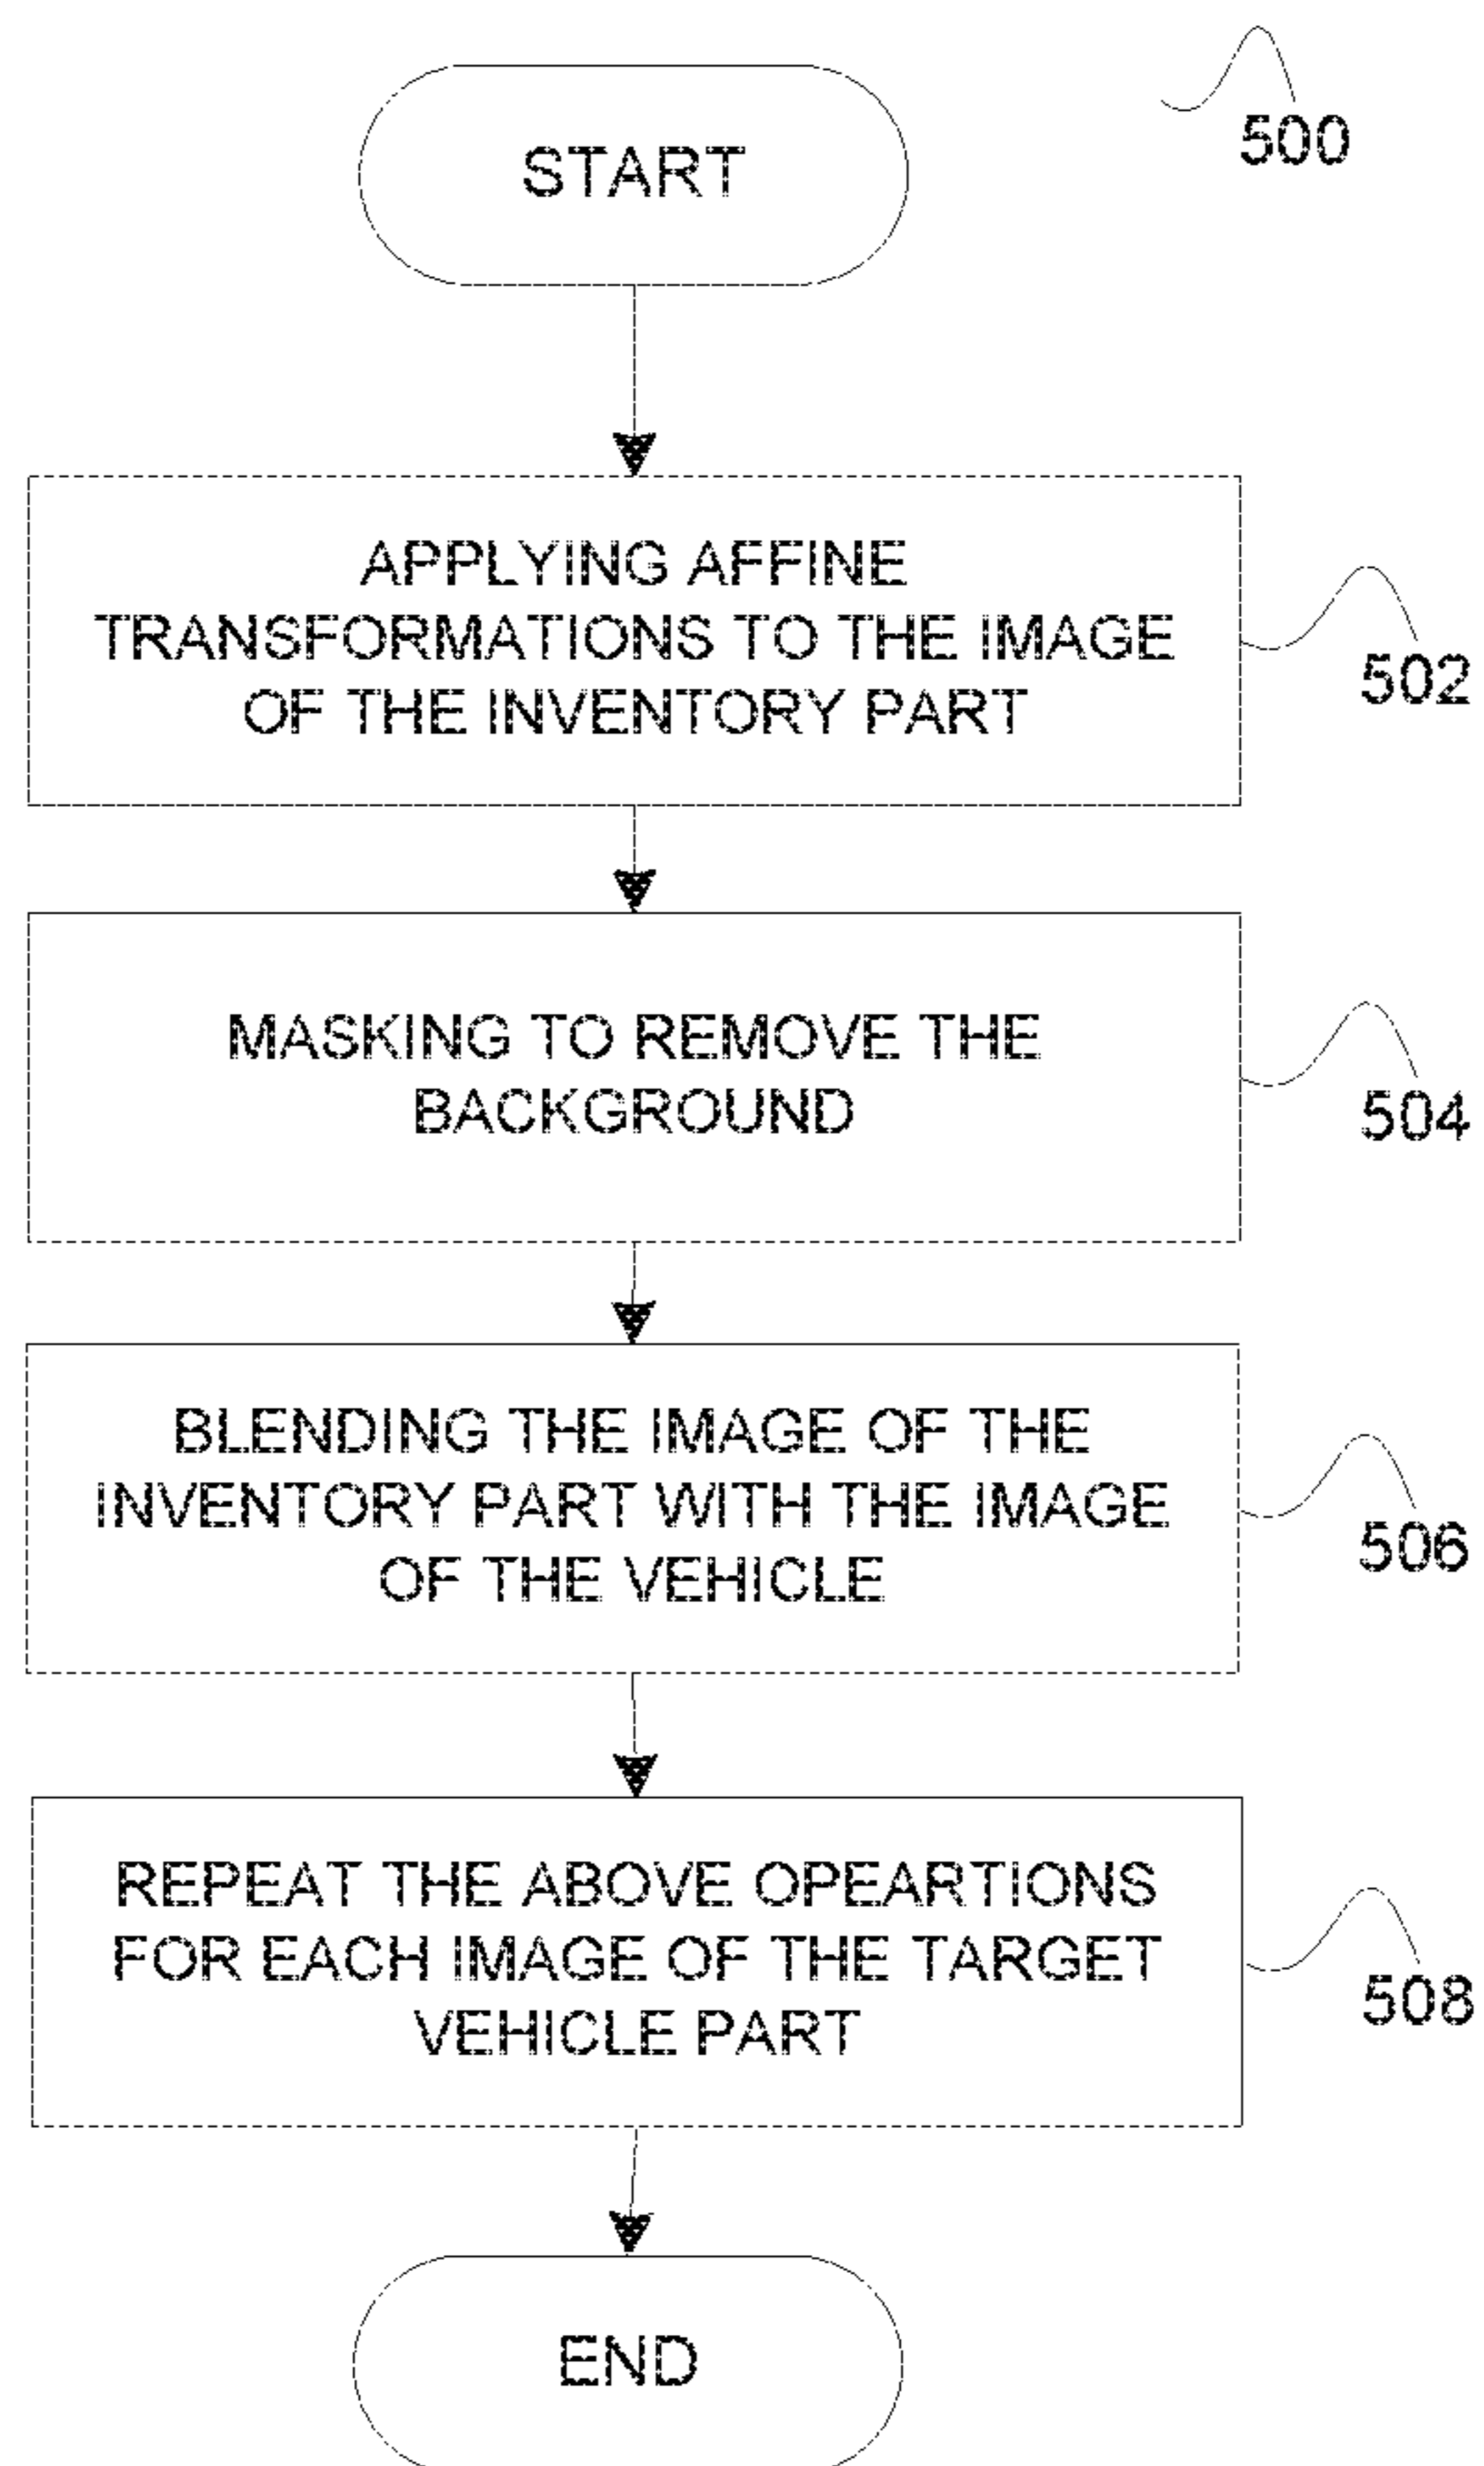 START
500
APPLYING AFFINE
TRANSFORMATIONS TO THE IMAGE
OF THE INVENTORY PART
502
MASKING TO REMOVE THE
BACKGROUND
504
BLENDING THE IMAGE OF THE
INVENTORY PART WITH THE IMAGE
OF THE VEHICLE
506
REPEAT THE ABOVE OPEARTIONS
FOR EACH IMAGE OF THE TARGET
VEHICLE PART
508
END